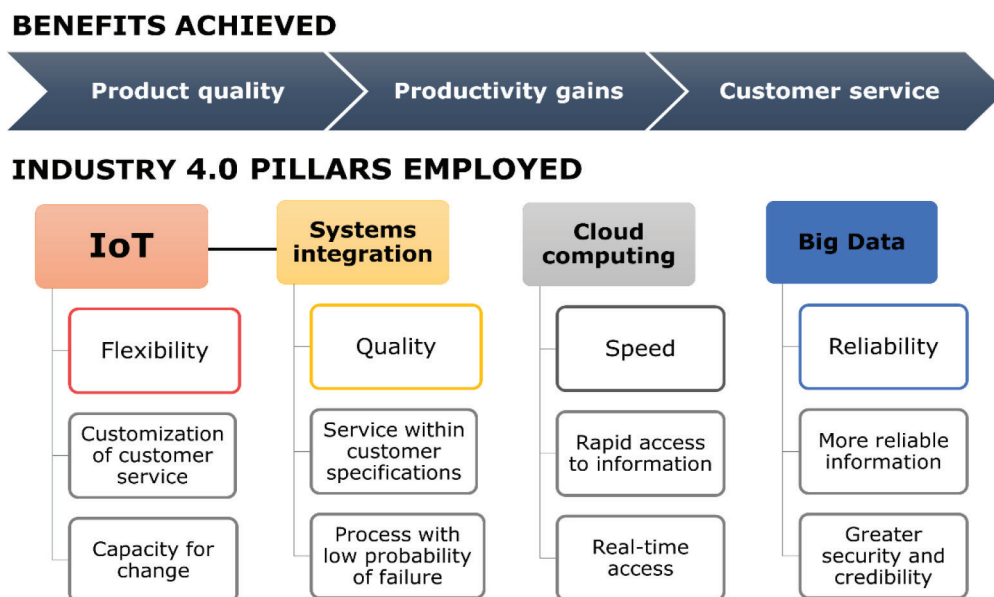 BENEFITS ACHIEVED
Product quality
Productivity gains
Customer service
INDUSTRY 4.0 PILLARS EMPLOYED
IoT
Systems
integration
Cloud
computing
Big Data
Flexibility
Quality
Speed
Reliability
Customization
of customer
service
Service within
customer
specifications
Rapid access
to information
More reliable
information
Capacity for
change
Process with
low probability
of failure
Real-time
access
Greater
security and
credibility